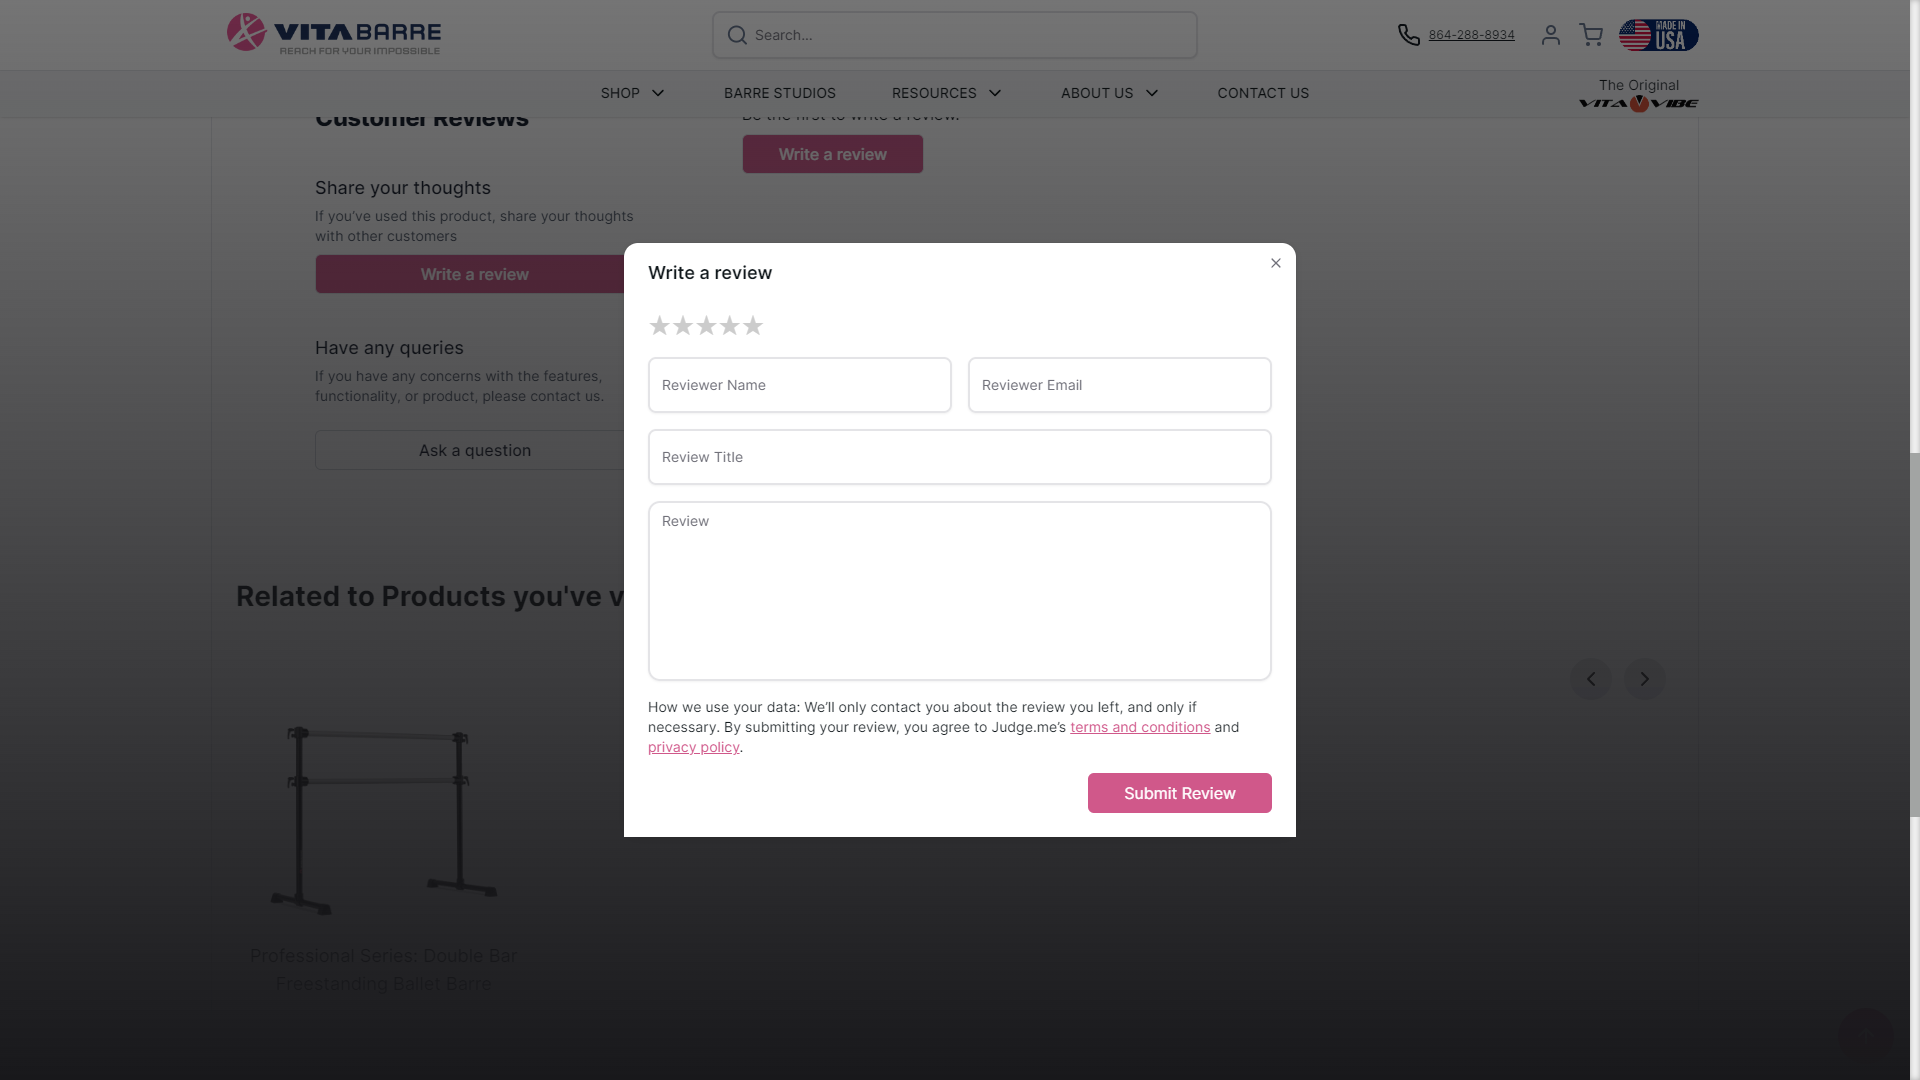 VITA BARRE
REACH FOR YOUR IMPOSSIBLE
Search...
864-288-8934
MADE IN
USA
SHOP
BARRE STUDIOS
RESOURCES
ABOUT US
CONTACT US
The Original
VITA VIBE
Customer Reviews
Be the first to write a review.
Write a review
Share your thoughts
If you've used this product, share your thoughts
with other customers
Write a review
Have any queries
If you have any concerns with the features,
functionality, or product, please contact us.
Ask a question
Write a review
Reviewer Name
Reviewer Email
Review Title
Review
How we use your data: We'll only contact you about the review you left, and only if
necessary. By submitting your review, you agree to Judge.me's terms and conditions and
privacy policy.
Submit Review
Related to Products you've v
Professional Series: Double Bar
Freestanding Ballet Barre